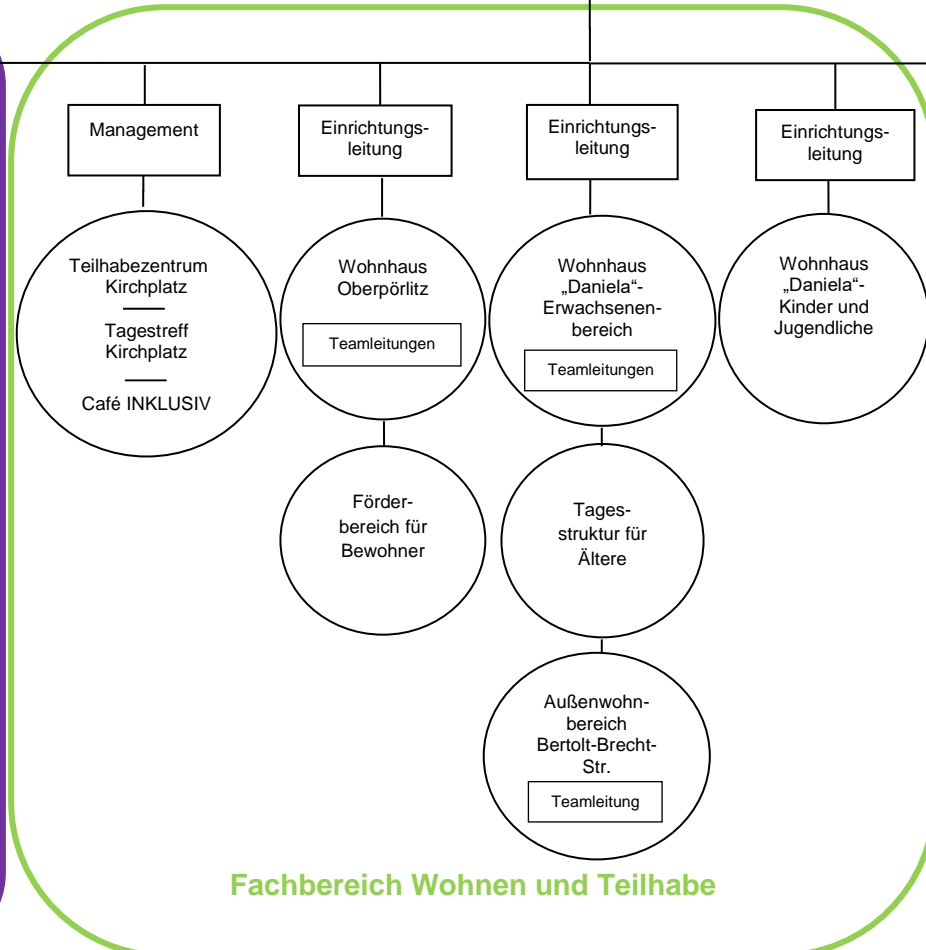 Management
Einrichtungs-
leitung
Einrichtungs-
leitung
Einrichtungs-
leitung
Teilhabezentrum
Kirchplatz
Tagestreff
Kirchplatz
Café INKLUSIV
Wohnhaus
Oberpörlitz
Teamleitungen
Wohnhaus
„Daniela“-
Erwachsenen-
bereich
Teamleitungen
Wohnhaus
„Daniela“-
Kinder und
Jugendliche
Förder-
bereich für
Bewohner
Tages-
struktur für
Ältere
Außenwohn-
bereich
Bertolt-Brecht-
Str.
Teamleitung
Fachbereich Wohnen und Teilhabe